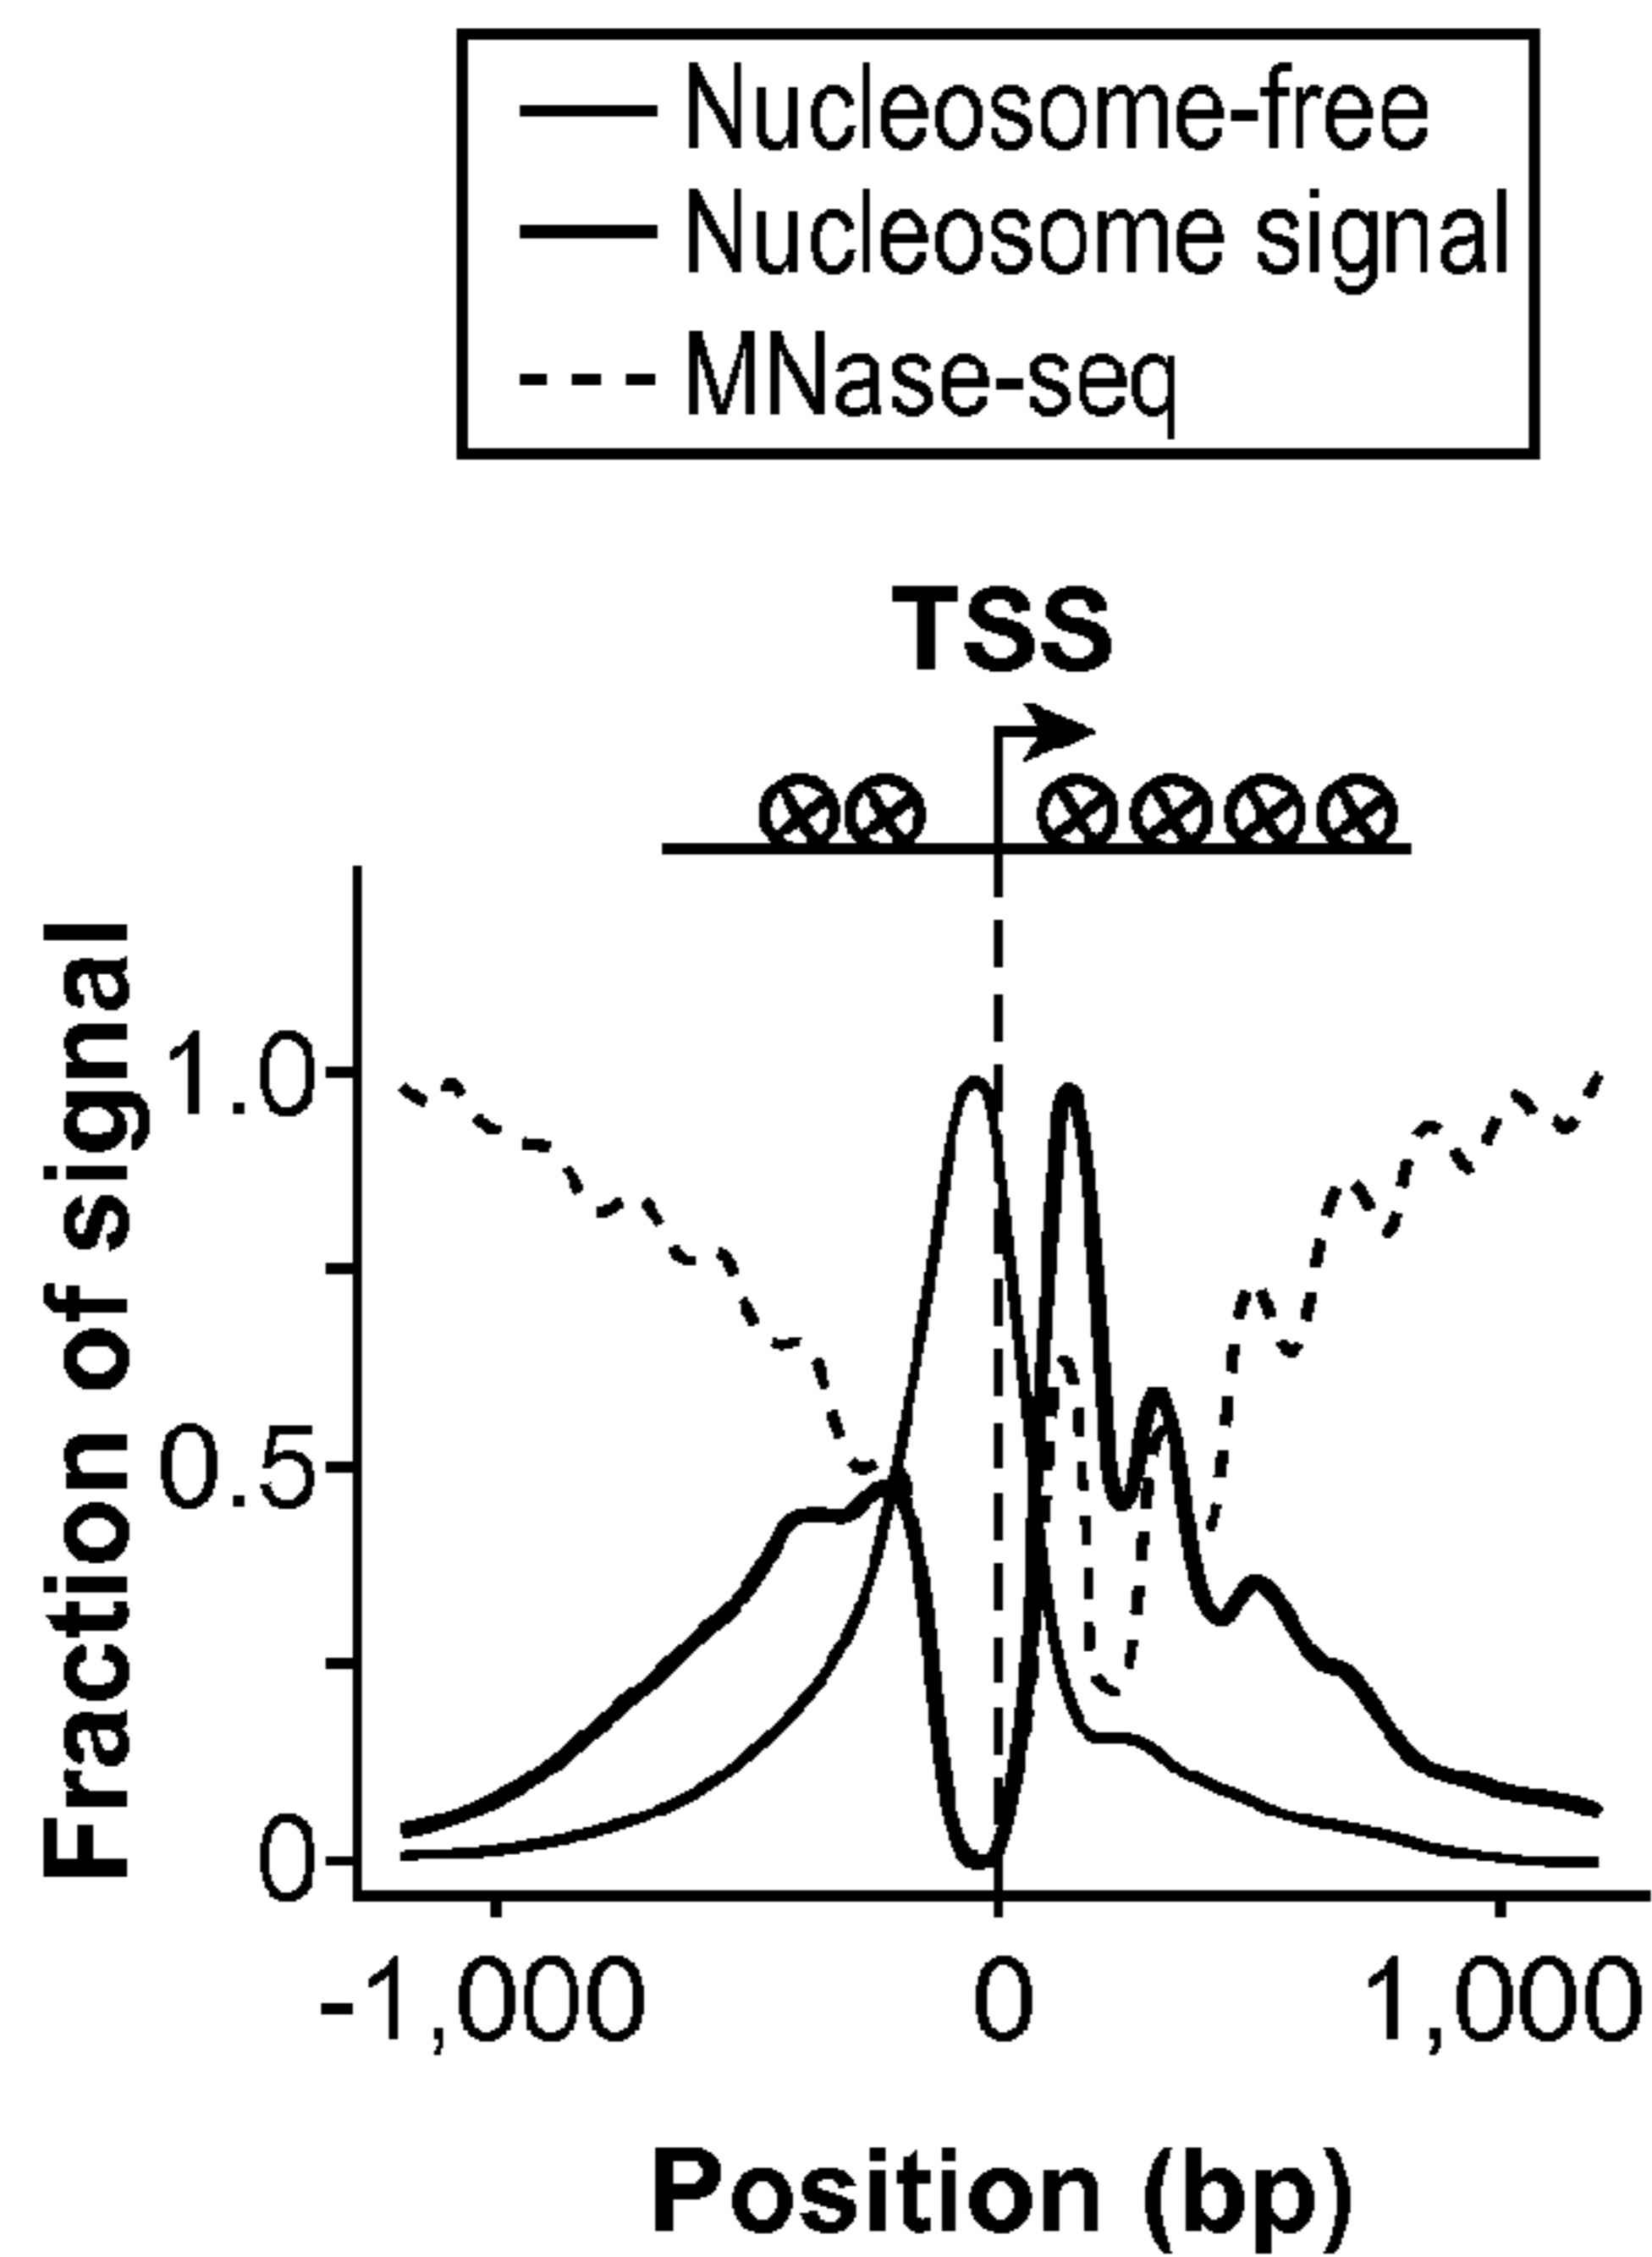 Nucleosome-free
Nucleosome signal
MNase-seq
TSS
Fraction of signal
1.0
0.5
0
-1,000 0 1,000
Position (bp)